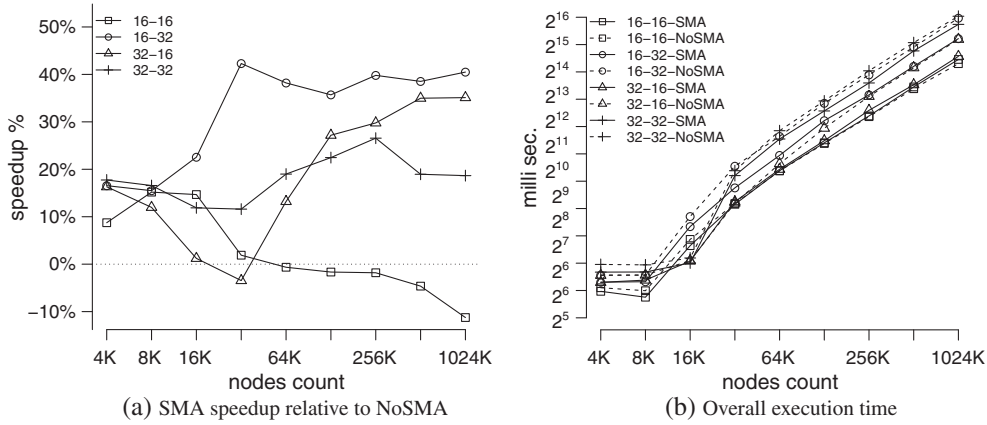 50%
40%
30%
20%
10%
0%
−10%
speedup %
16−16
16−32
32−16
32−32
4K 8K 16K 64K 256K 1024K
nodes count
(a) SMA speedup relative to NoSMA
2^16
2^15
2^14
2^12
2^11
2^10
2^9
2^8
2^7
2^6
2^6
2^5
milli sec.
16−16−SMA
16−16−NoSMA
16−32−SMA
16−32−NoSMA
32−16−SMA
32−16−NoSMA
32−32−SMA
32−32−NoSMA
4K 8K 16K 64K 256K 1024K
nodes count
(b) Overall execution time